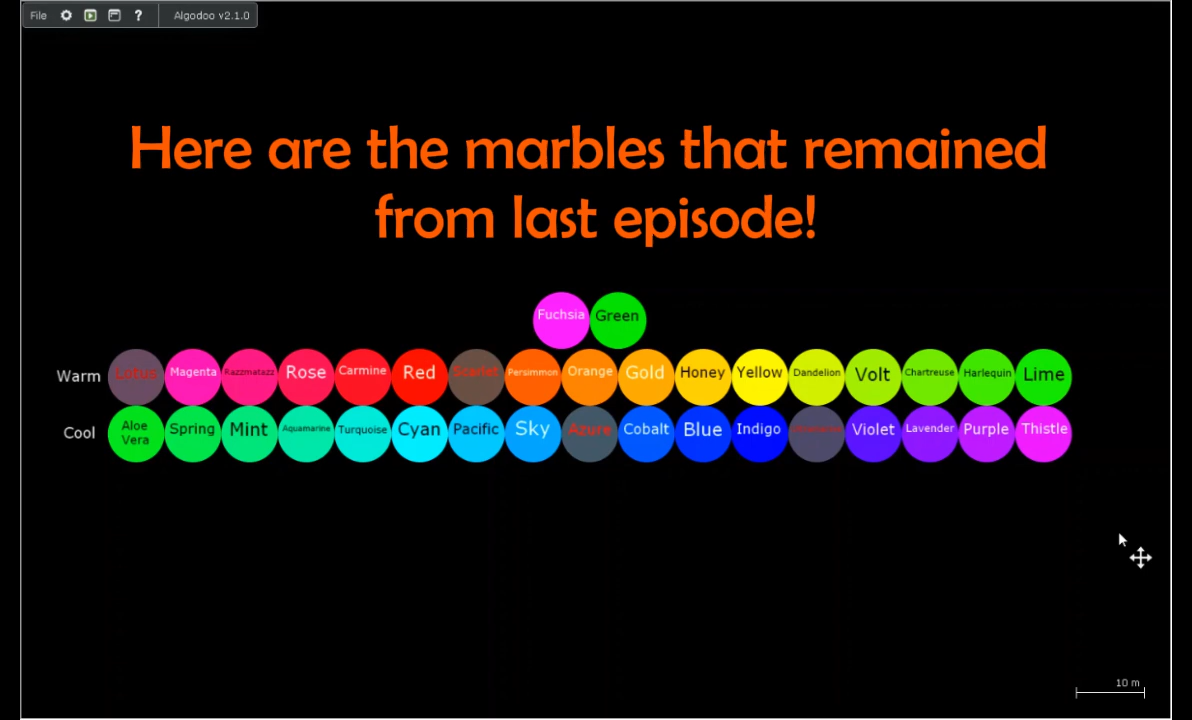 File ? Algodoo v2.1.0
Here are the marbles that remained
from last episode!
Fuchsia Green
Warm Lotus Magenta Razzmatazz Rose Carmine Red Scarlet Persimmon Orange Gold Honey Yellow Dandelion Volt Chartreuse Harlequin Lime
Cool Aloe Vera Spring Mint Aquamarine Turquoise Cyan Pacific Sky Azure Cobalt Blue Indigo Violet Lavender Purple Thistle
10 m